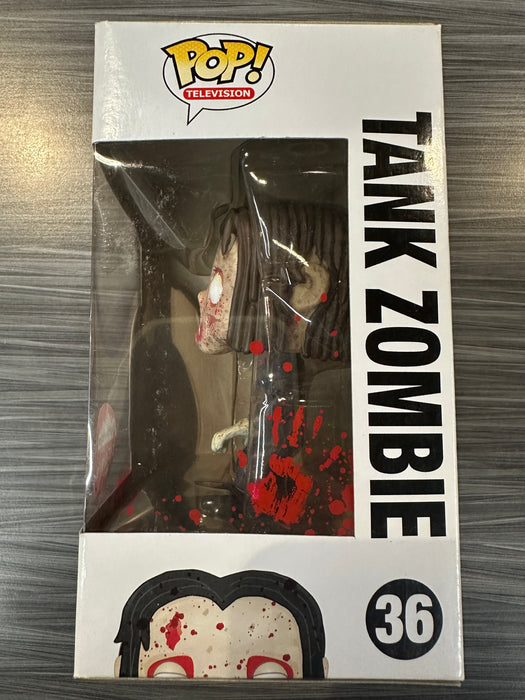 POP!
TELEVISION
TANK ZOMBIE
36